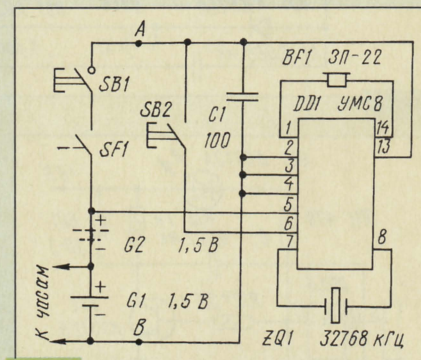 A
SB1
SF1
SB2
C1
100
BF1 ЗП-22
DD1 УМС8
1
2
3
4
5
6
7
14
13
8
+
G2 1,5 В
-
+
G1 1,5 В
-
К часам
B
ZQ1 32768 кГц